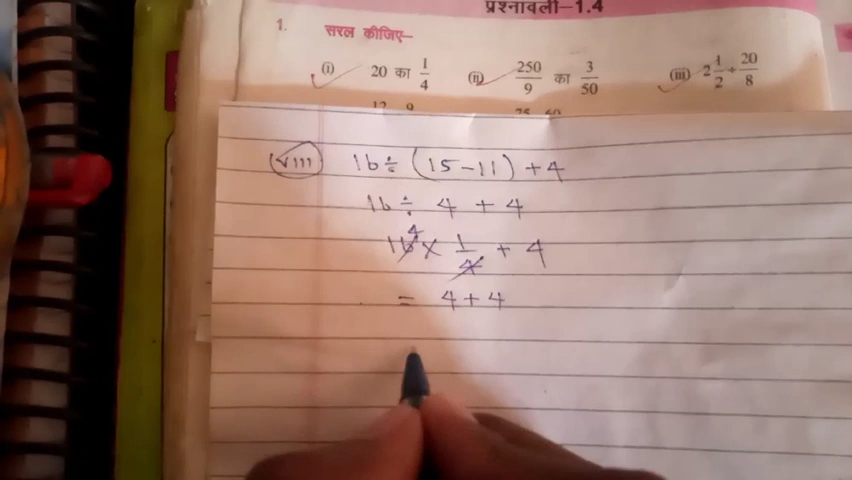 प्रश्नावली–1.4
1. सरल कीजिए–
(i) 20 का 1/4 (ii) 250/9 का 3/50 (iii) 2 1/2 ÷ 20/8
(viii) 16 ÷ (15 - 11) + 4
16 ÷ 4 + 4
16 4 × 1/4 + 4
= 4 + 4